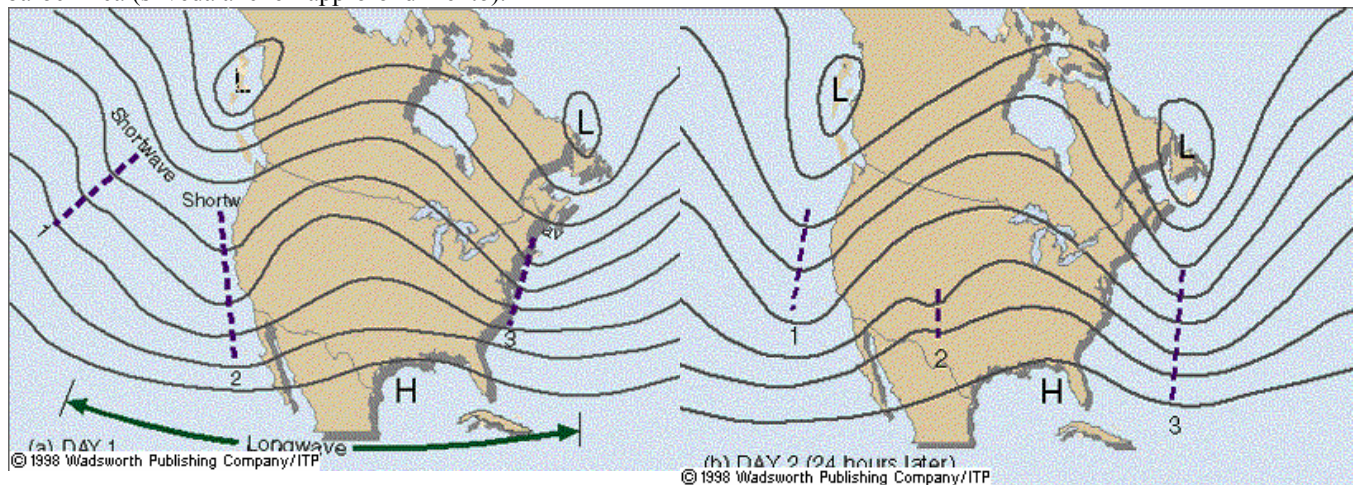 L
L
Shortwave
Shortw
1
2
3
H
Longwave
(a) DAY 1
© 1998 Wadsworth Publishing Company/ITP
L
L
1
2
3
H
(b) DAY 2 (24 hours later)
© 1998 Wadsworth Publishing Company/ITP